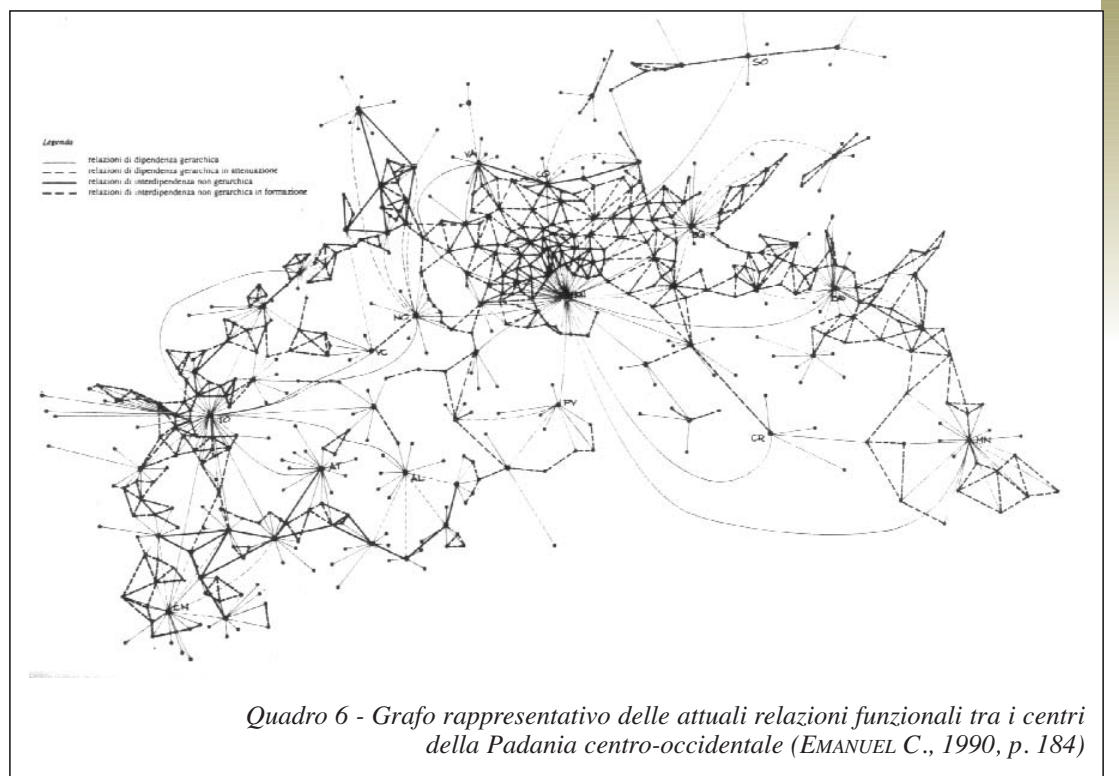 SO
Legenda
relazioni di dipendenza gerarchica
relazioni di dipendenza gerarchica in attenuazione
relazioni di interdipendenza non gerarchica
relazioni di interdipendenza non gerarchica in formazione
VA
CO
BG
MI
BS
NO
VC
TO
PV
CR
MN
AT
AL
CN
Quadro 6 - Grafo rappresentativo delle attuali relazioni funzionali tra i centri
della Padania centro-occidentale (EMANUEL C., 1990, p. 184)